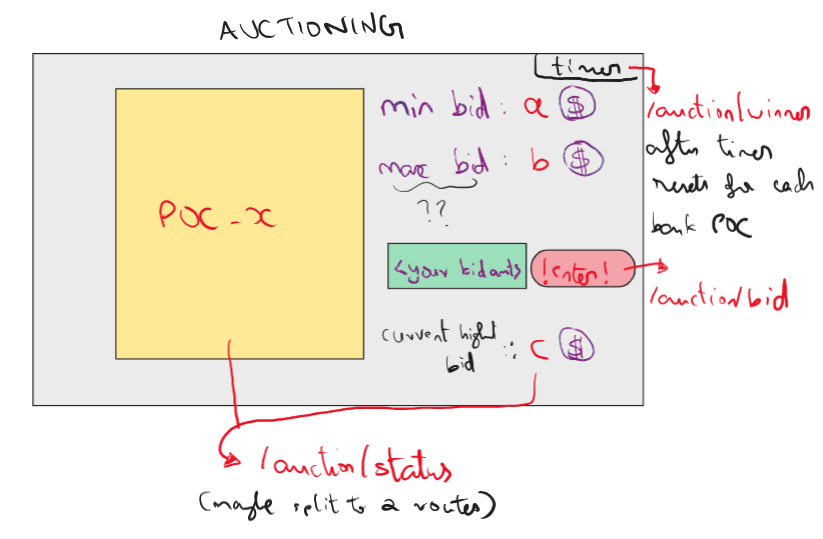 AUCTIONING
timer
min bid : a $
max bid : b $
??
POC - x
<your bid amt>
!enter!
current hight
bid : c $
/auction/winner
after timer
resets for each
bank POC
/auction/bid
/auction/status
(maybe split to 2 routes)